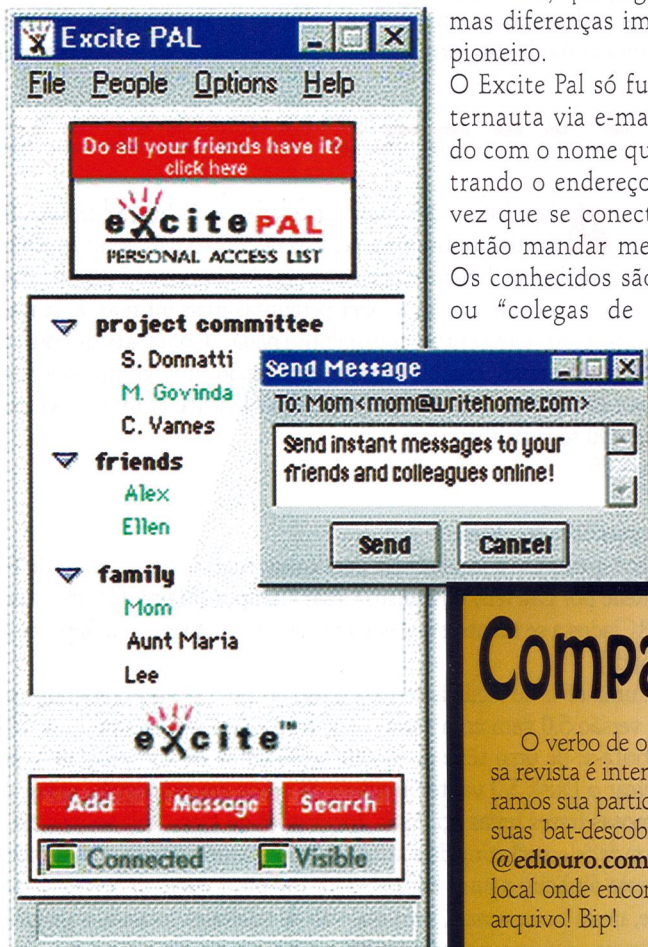 Excite PAL
File People Options Help
Do all your friends have it?
click here
excite PAL
PERSONAL ACCESS LIST
project committee
S. Donnatti
M. Govinda
C. Vames
friends
Alex
Ellen
family
Mom
Aunt Maria
Lee
excite™
Add Message Search
Connected Visible
Send Message
To: Mom<mom@writehome.com>
Send instant messages to your
friends and colleagues online!
Send Cancel
mas diferenças im
pioneiro.
O Excite Pal só fu
ternauta via e-ma
do com o nome qu
trando o endereço
vez que se conect
então mandar me
Os conhecidos são
ou “colegas de
Compa
O verbo de o
sa revista é inter
ramos sua partic
suas bat-descob
@ediouro.com
local onde encon
arquivo! Bip!